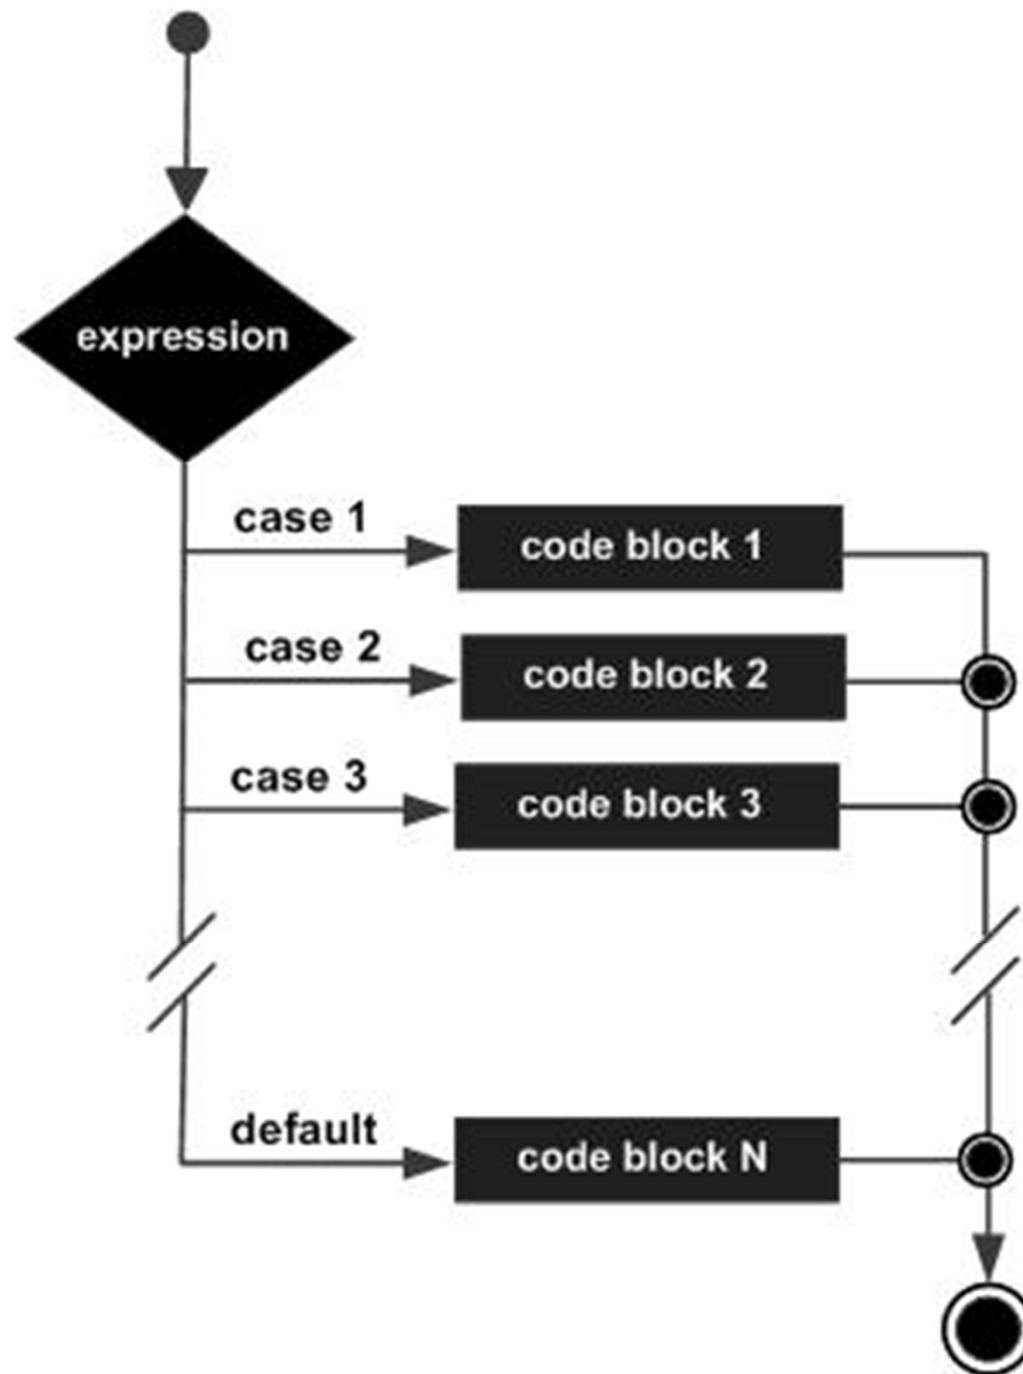 expression
case 1
code block 1
case 2
code block 2
case 3
code block 3
default
code block N